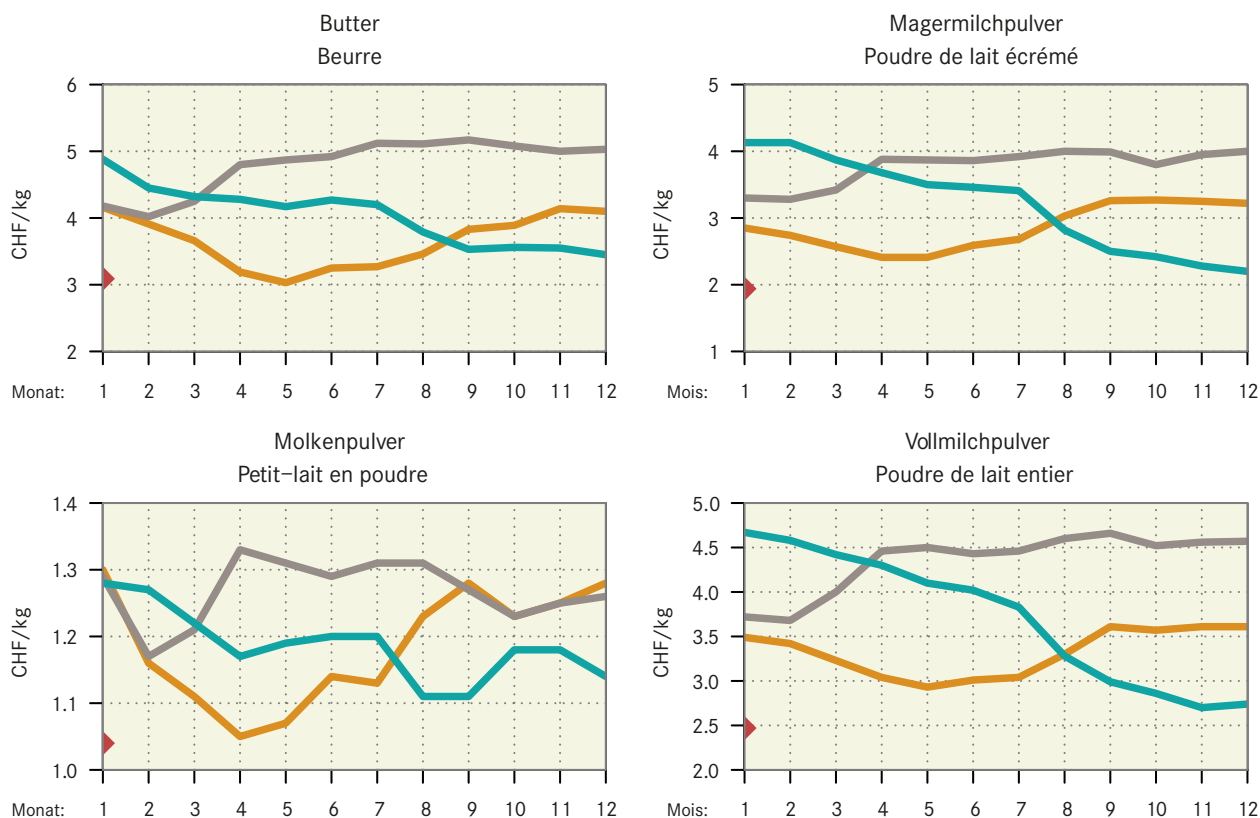 Butter
Beurre
6
5
4
3
2
CHF/kg
Monat: 1 2 3 4 5 6 7 8 9 10 11 12
Magermilchpulver
Poudre de lait écrémé
5
4
3
2
1
CHF/kg
Mois: 1 2 3 4 5 6 7 8 9 10 11 12
Molkenpulver
Petit-lait en poudre
1.4
1.3
1.2
1.1
1.0
CHF/kg
Monat: 1 2 3 4 5 6 7 8 9 10 11 12
Vollmilchpulver
Poudre de lait entier
5.0
4.5
4.0
3.5
3.0
2.5
2.0
CHF/kg
Mois: 1 2 3 4 5 6 7 8 9 10 11 12